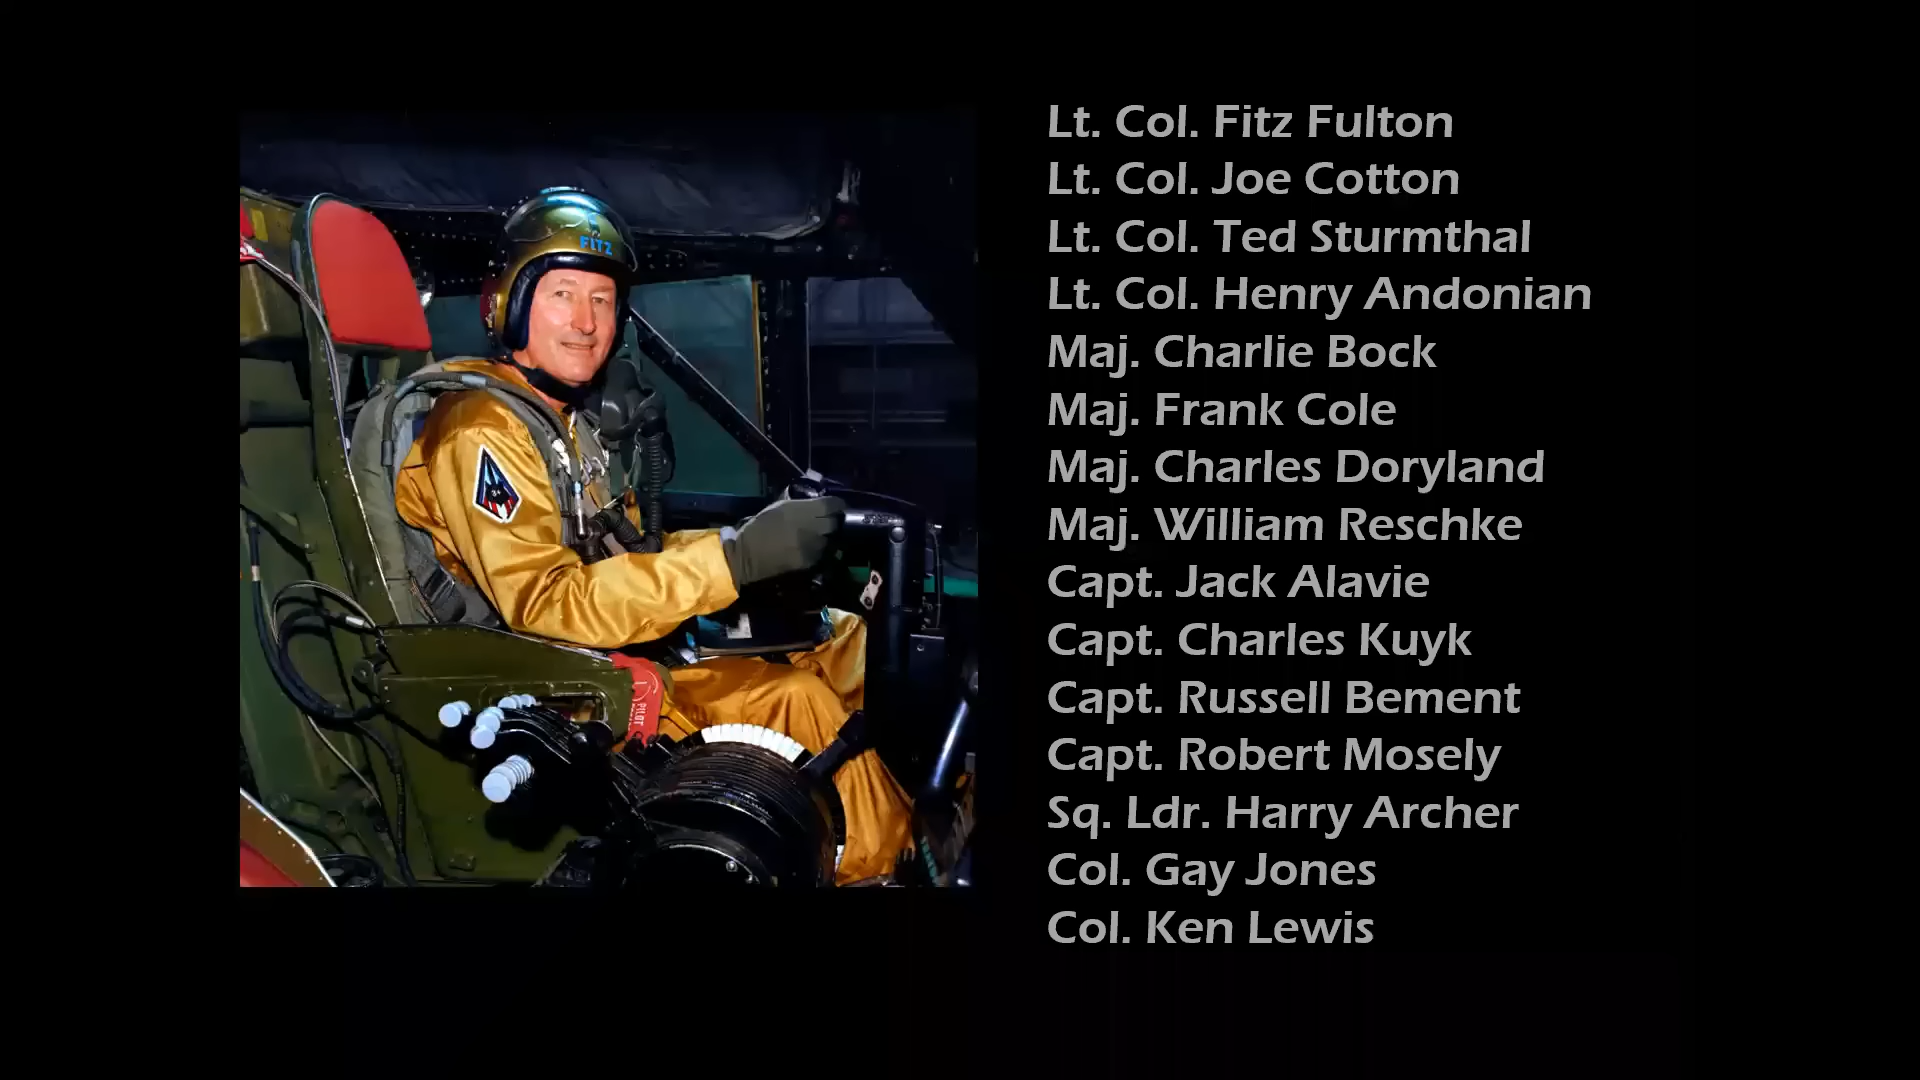 FITZ
PILOT
Lt. Col. Fitz Fulton
Lt. Col. Joe Cotton
Lt. Col. Ted Sturmthal
Lt. Col. Henry Andonian
Maj. Charlie Bock
Maj. Frank Cole
Maj. Charles Doryland
Maj. William Reschke
Capt. Jack Alavie
Capt. Charles Kuyk
Capt. Russell Bement
Capt. Robert Mosely
Sq. Ldr. Harry Archer
Col. Gay Jones
Col. Ken Lewis